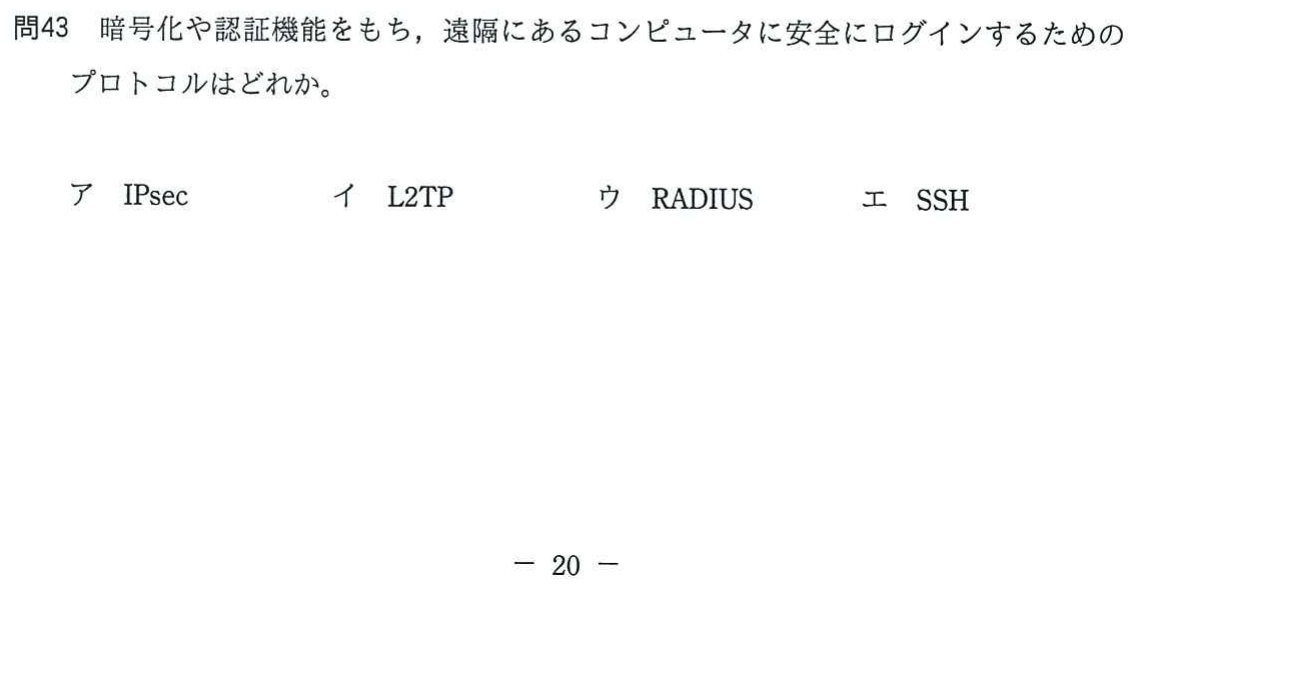 問43 暗号化や認証機能をもち，遠隔にあるコンピュータに安全にログインするための
プロトコルはどれか。
ア IPsec イ L2TP ウ RADIUS エ SSH
― 20 ―